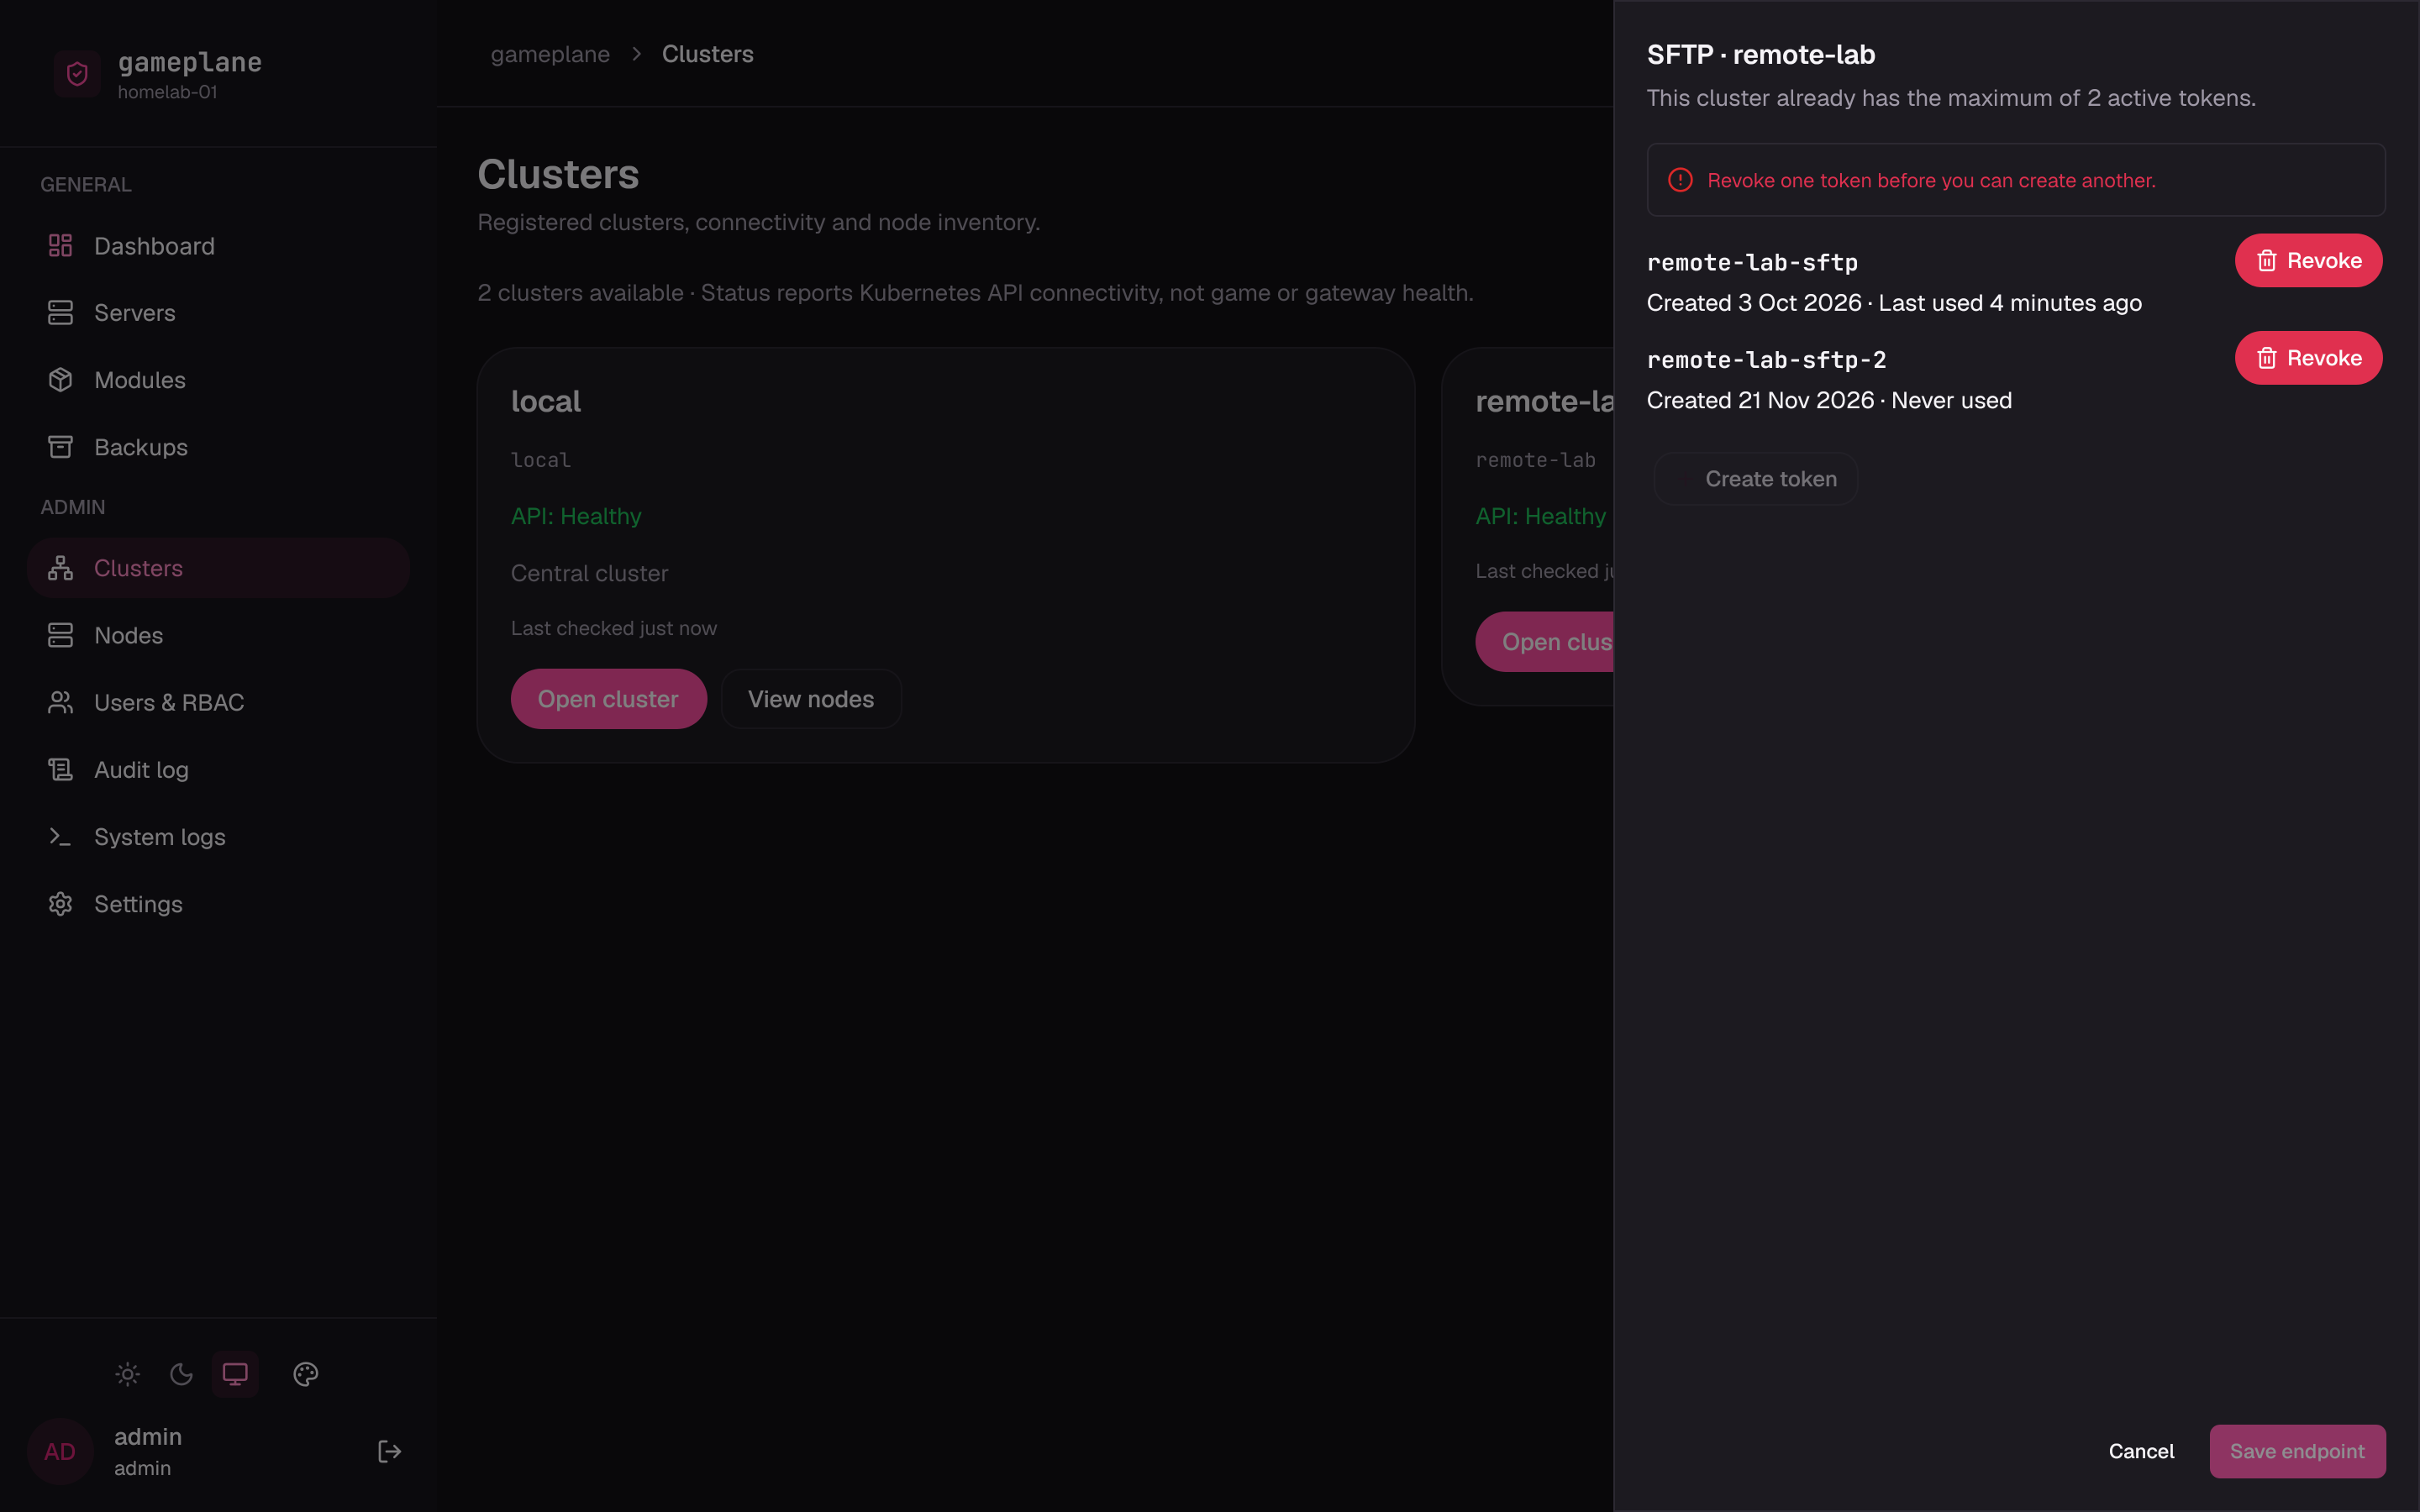 gameplane
homelab-01
GENERAL
Dashboard
Servers
Modules
Backups
ADMIN
Clusters
Nodes
Users & RBAC
Audit log
System logs
Settings
AD
admin
admin
gameplane > Clusters
Clusters
Registered clusters, connectivity and node inventory.
2 clusters available · Status reports Kubernetes API connectivity, not game or gateway health.
local
local
API: Healthy
Central cluster
Last checked just now
Open cluster
View nodes
remote-la
remote-lab
API: Healthy
Last checked ju
Open clus
SFTP · remote-lab
This cluster already has the maximum of 2 active tokens.
Revoke one token before you can create another.
remote-lab-sftp
Revoke
Created 3 Oct 2026 · Last used 4 minutes ago
remote-lab-sftp-2
Revoke
Created 21 Nov 2026 · Never used
Create token
Cancel
Save endpoint